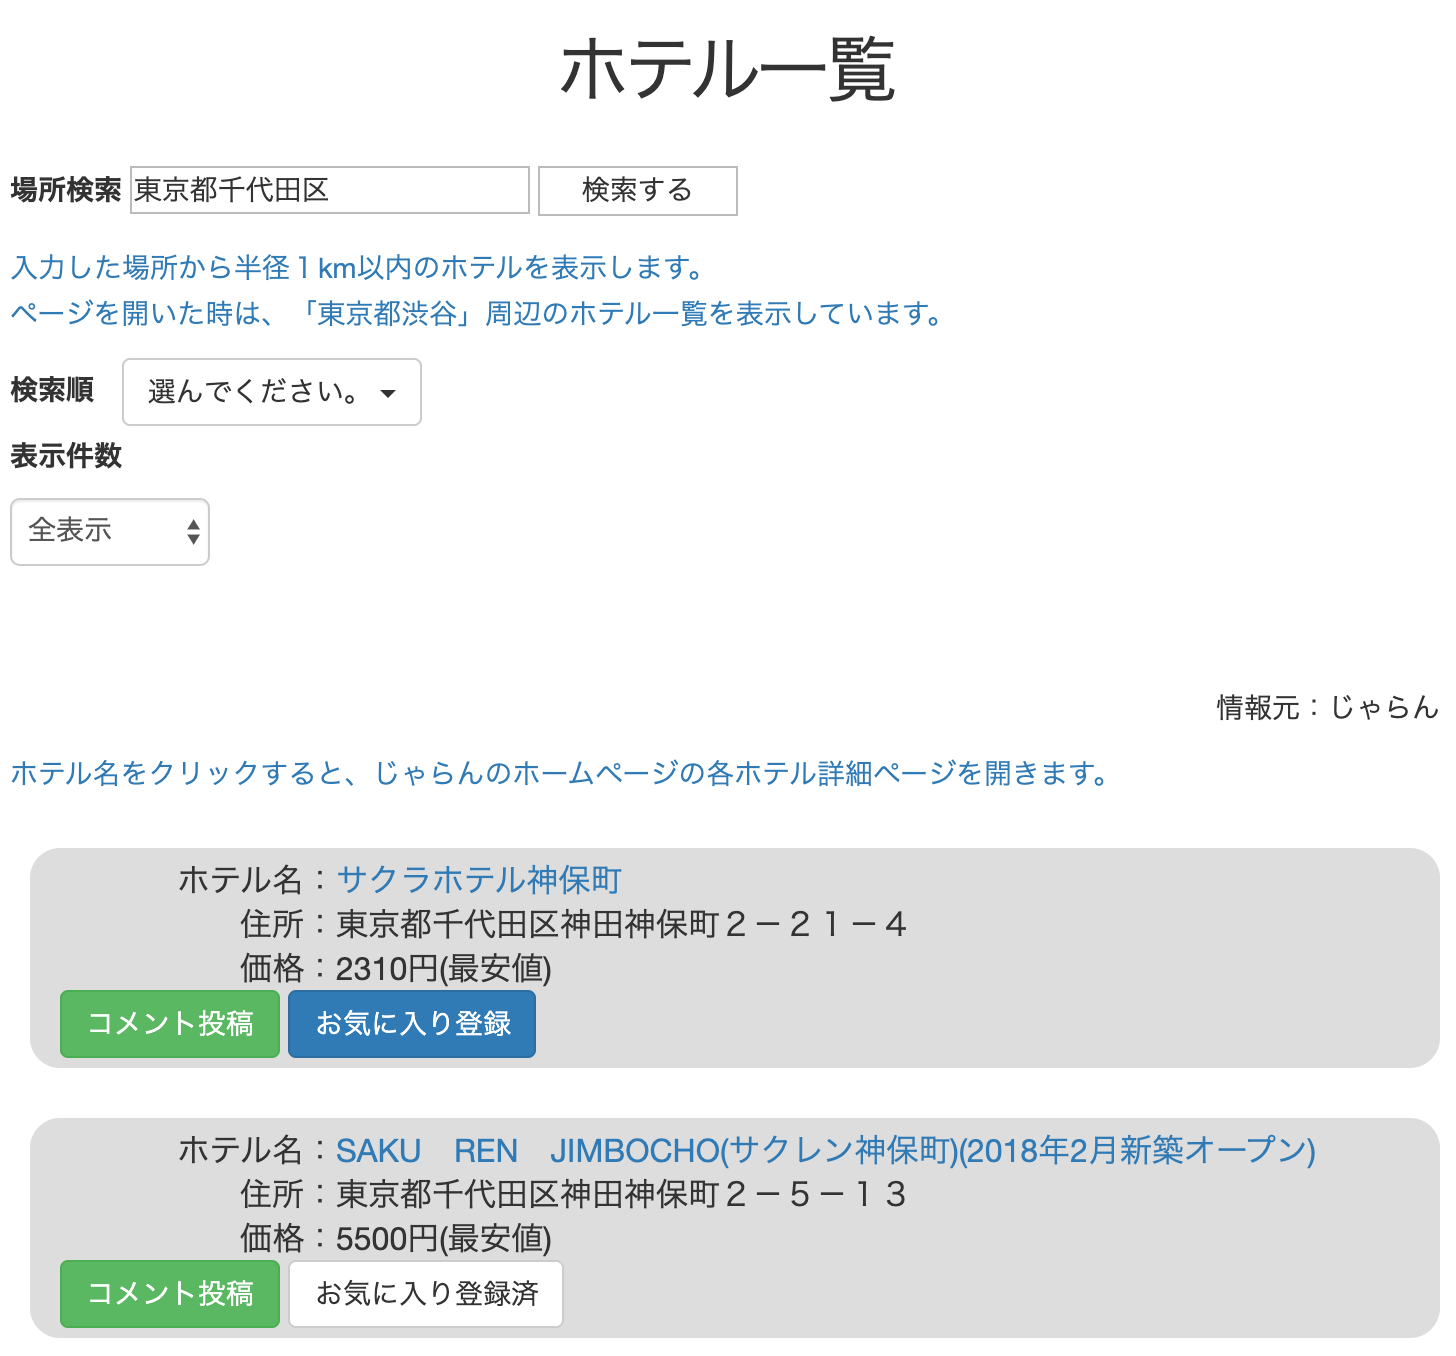 ホテル一覧
場所検索 東京都千代田区 検索する
入力した場所から半径１km以内のホテルを表示します。
ページを開いた時は、「東京都渋谷」周辺のホテル一覧を表示しています。
検索順 選んでください。
表示件数
全表示
情報元：じゃらん
ホテル名をクリックすると、じゃらんのホームページの各ホテル詳細ページを開きます。
ホテル名：サクラホテル神保町
住所：東京都千代田区神田神保町２－２１－４
価格：2310円(最安値)
コメント投稿 お気に入り登録
ホテル名：SAKU　REN　JIMBOCHO(サクレン神保町)(2018年2月新築オープン)
住所：東京都千代田区神田神保町２－５－１３
価格：5500円(最安値)
コメント投稿 お気に入り登録済